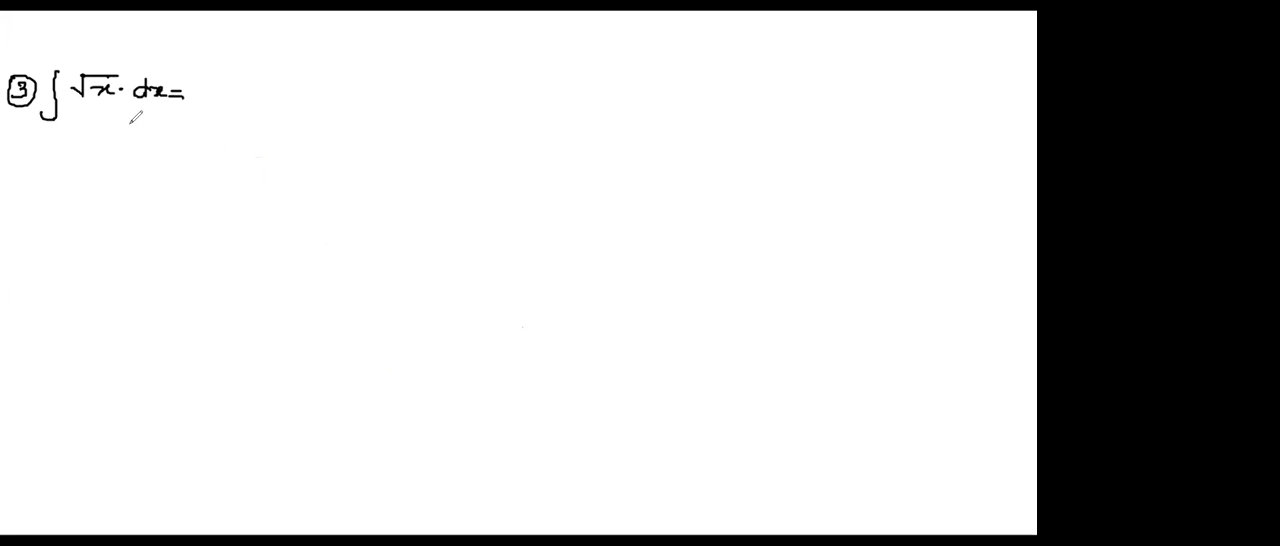 ③ ∫ √x · dx =